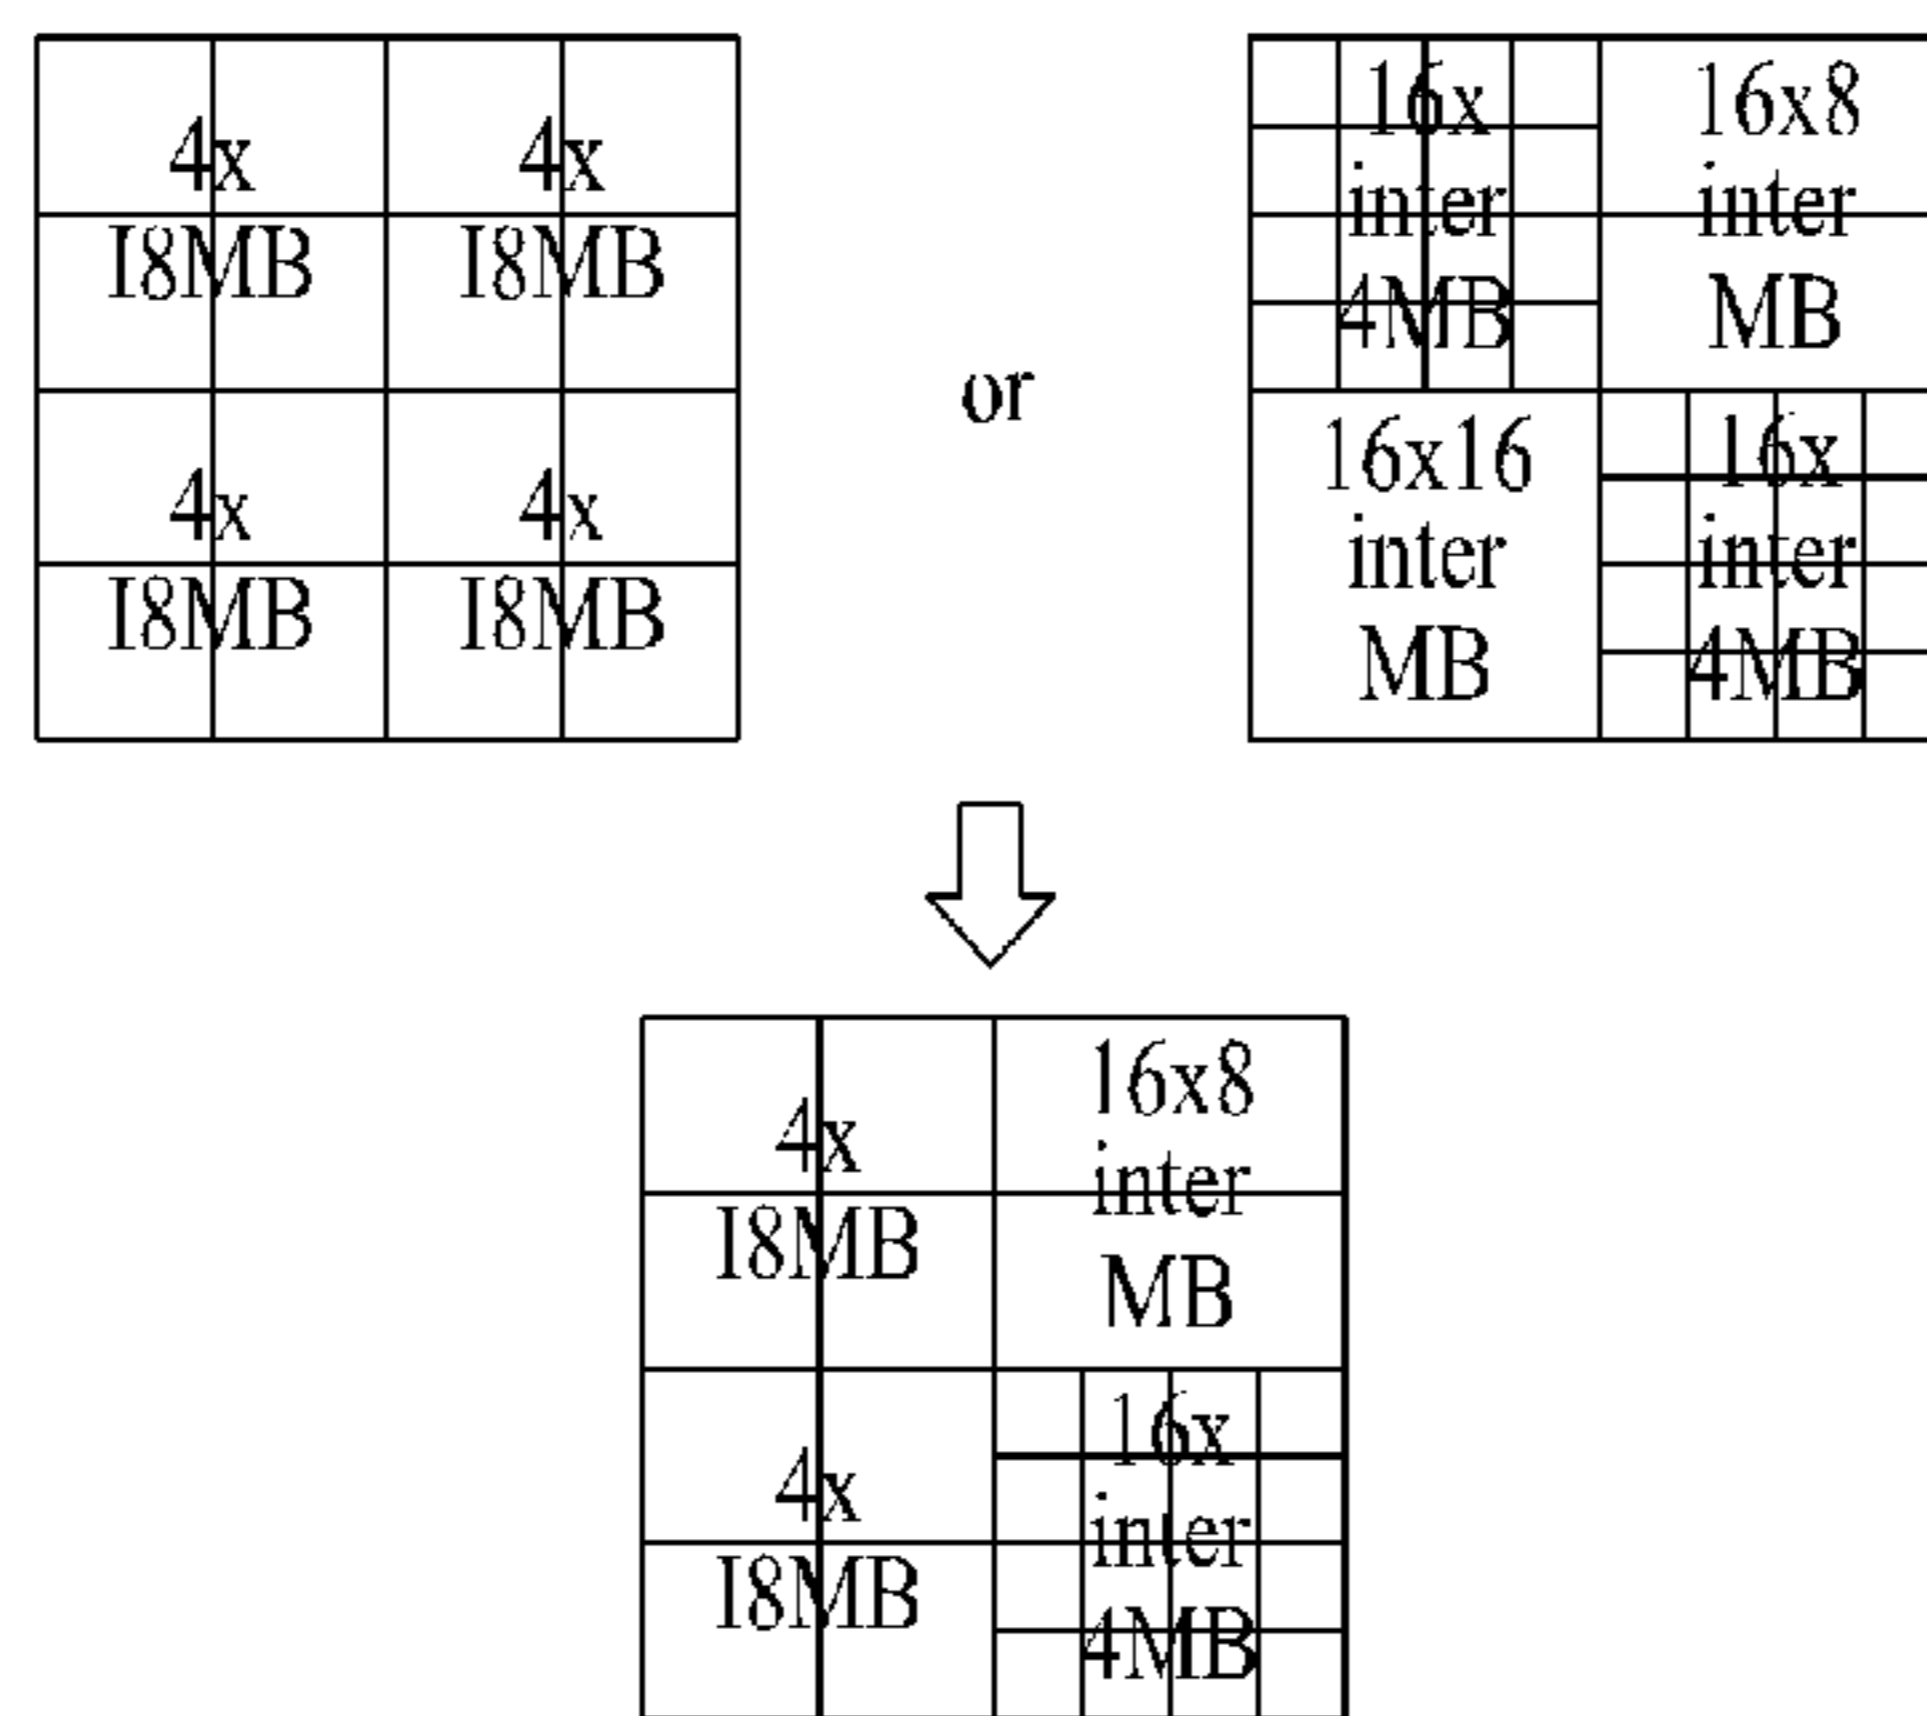 4x
I8MB
4x
I8MB
4x
I8MB
4x
I8MB
or
16x
inter
4MB
16x8
inter
MB
16x16
inter
MB
16x
inter
4MB
4x
I8MB
16x8
inter
MB
4x
I8MB
16x
inter
4MB